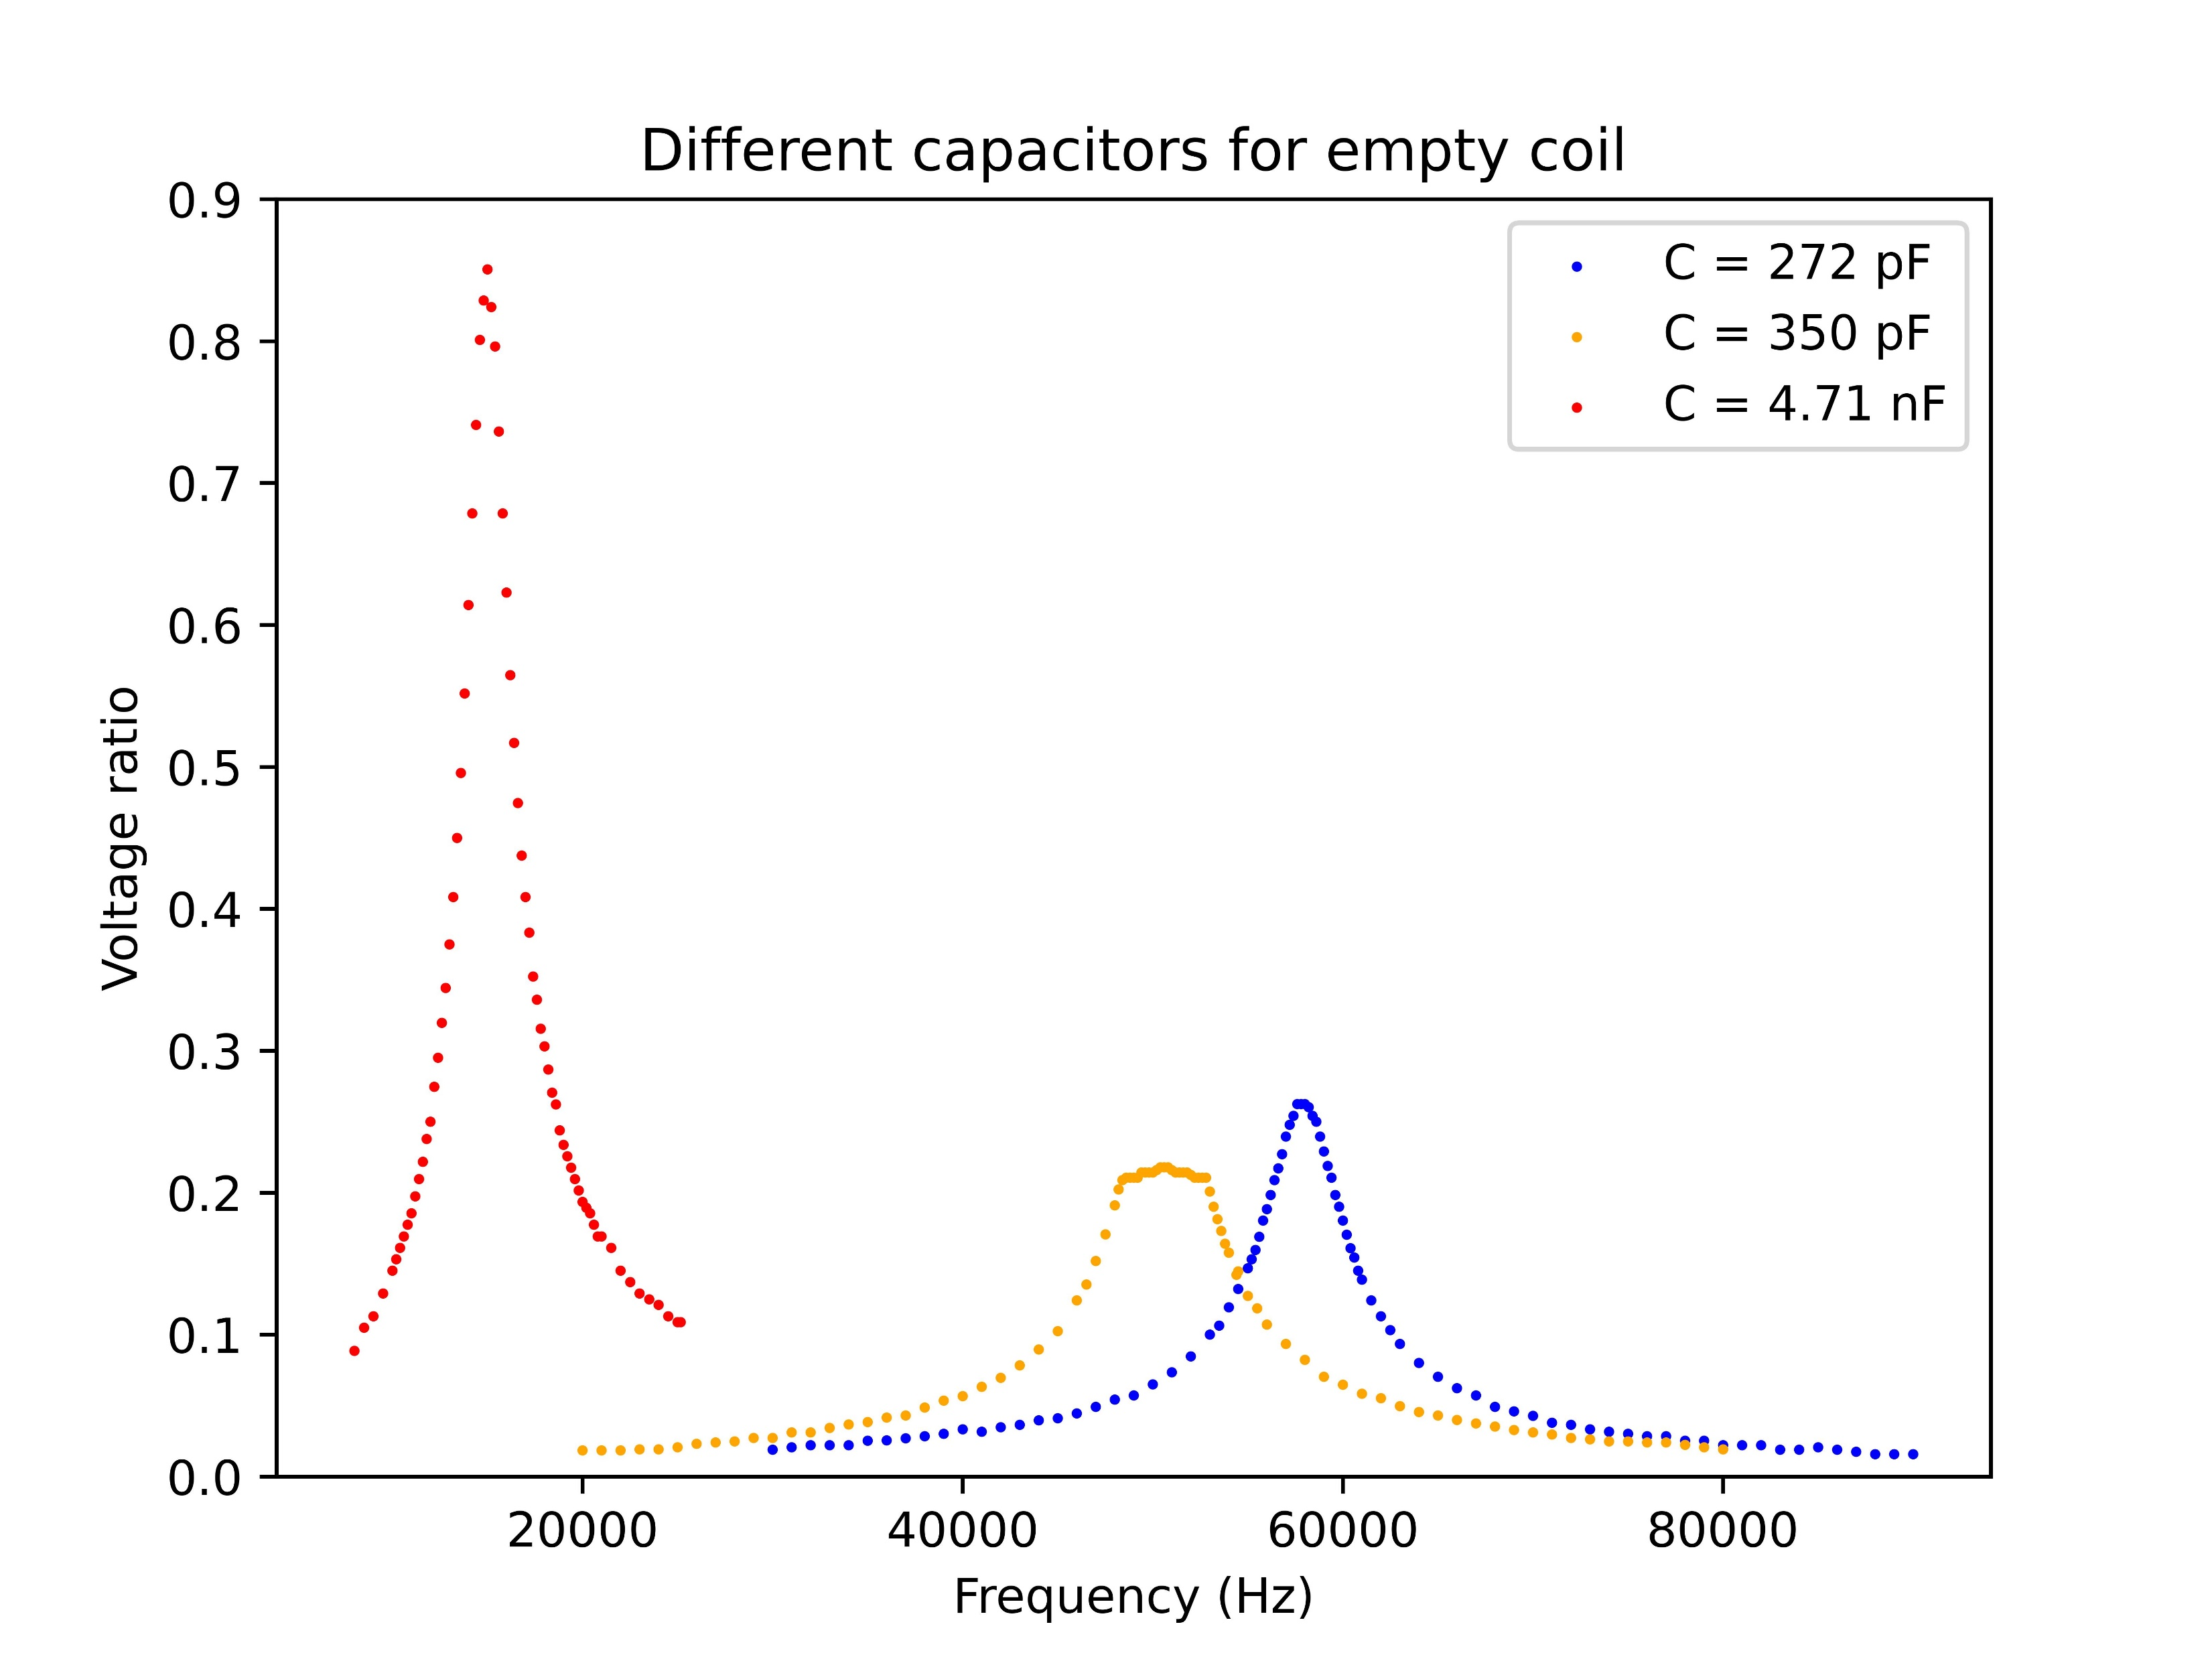 Different capacitors for empty coil
0.9
0.8
0.7
0.6
0.5
0.4
0.3
0.2
0.1
0.0
Voltage ratio
C = 272 pF
C = 350 pF
C = 4.71 nF
20000 40000 60000 80000
Frequency (Hz)